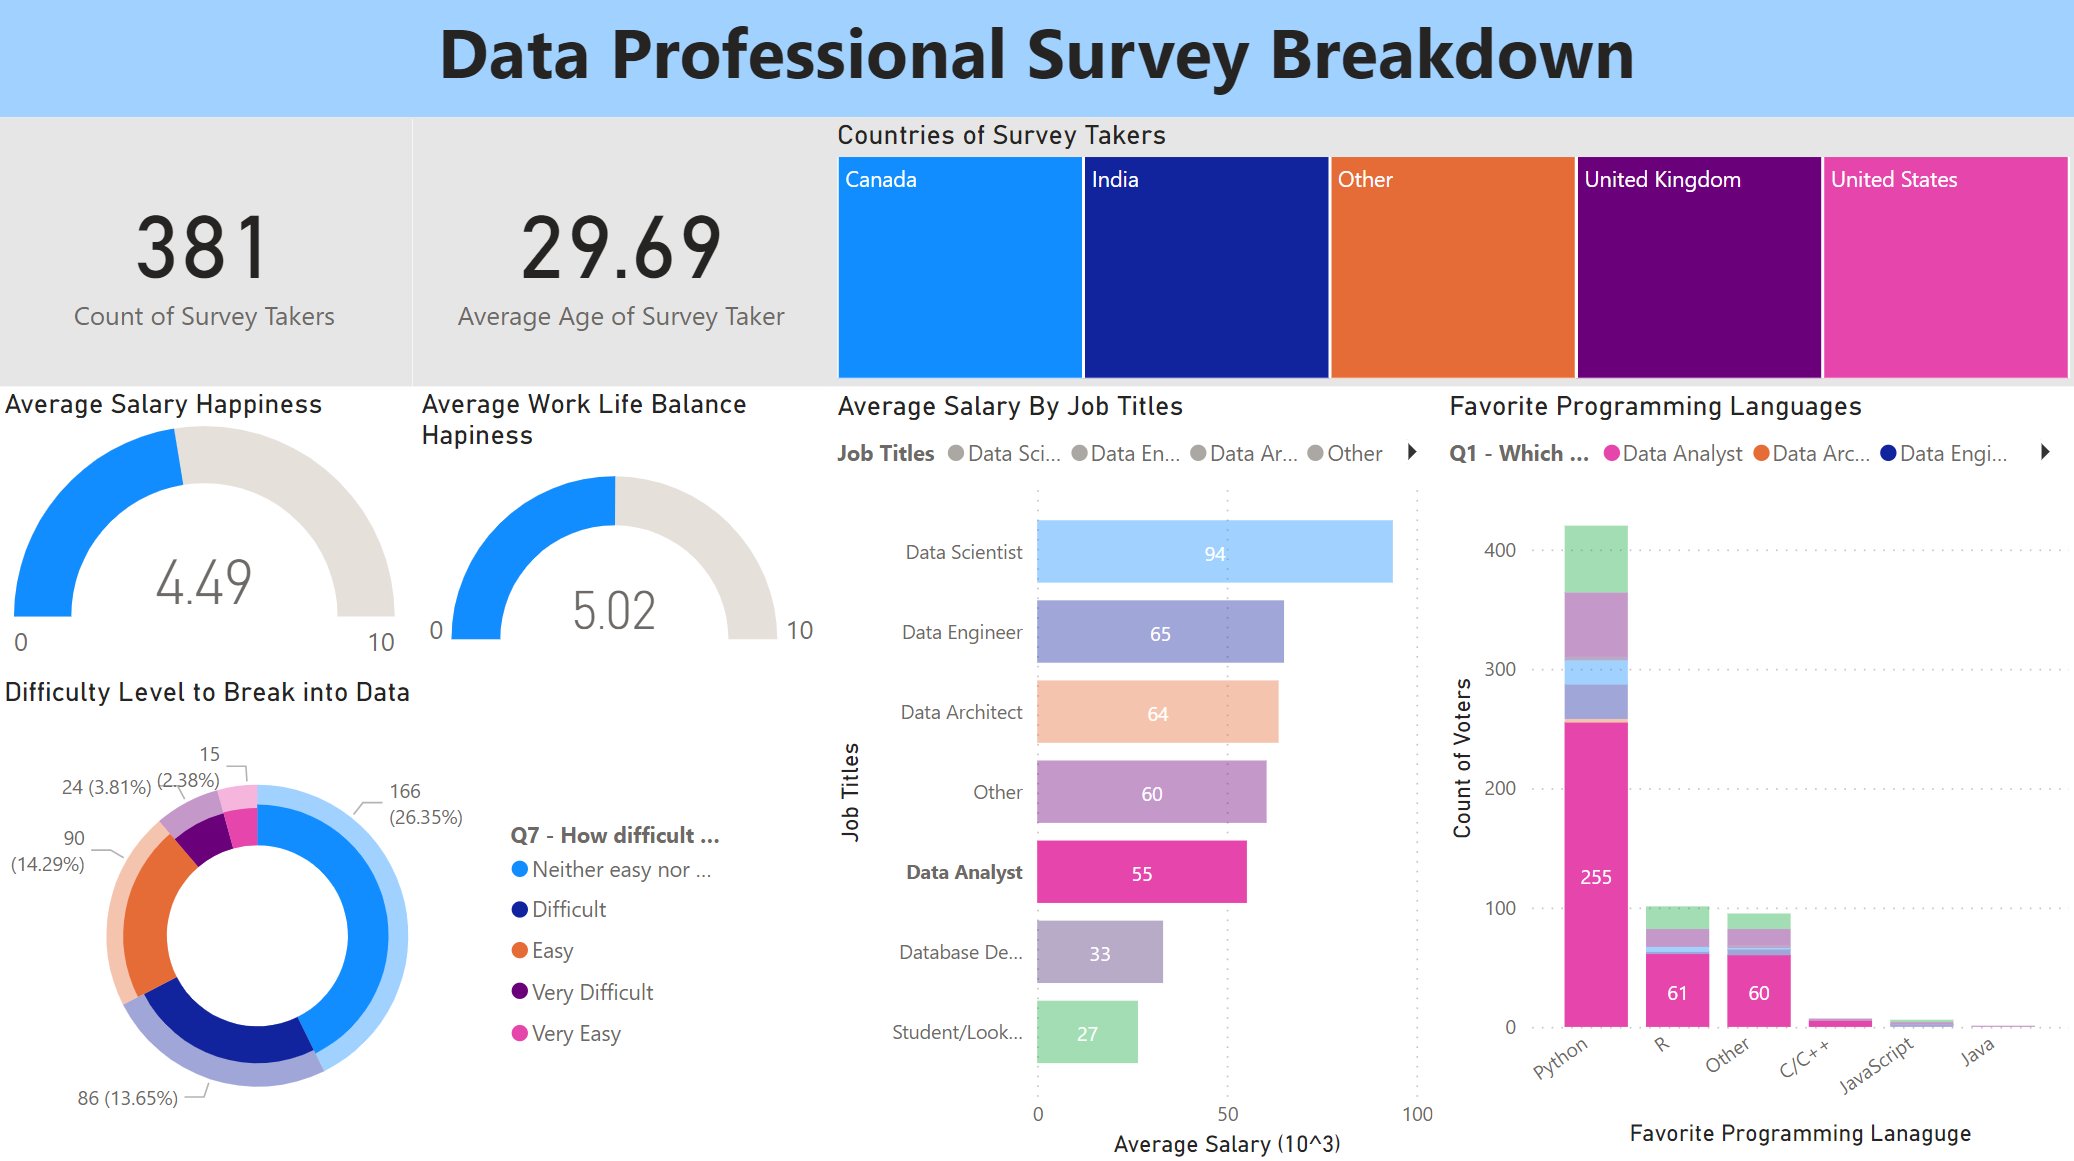 Data Professional Survey Breakdown
381
Count of Survey Takers
29.69
Average Age of Survey Taker
Countries of Survey Takers
Canada
India
Other
United Kingdom
United States
Average Salary Happiness
4.49
0
10
Average Work Life Balance
Hapiness
5.02
0
10
Difficulty Level to Break into Data
15
(2.38%)
24 (3.81%)
90
(14.29%)
166
(26.35%)
86 (13.65%)
Q7 - How difficult ...
Neither easy nor ...
Difficult
Easy
Very Difficult
Very Easy
Average Salary By Job Titles
Job Titles
Data Sci...
Data En...
Data Ar...
Other
Job Titles
Data Scientist
94
Data Engineer
65
Data Architect
64
Other
60
Data Analyst
55
Database De...
33
Student/Look...
27
0
50
100
Average Salary (10^3)
Favorite Programming Languages
Q1 - Which ...
Data Analyst
Data Arc...
Data Engi...
Count of Voters
400
300
200
100
0
255
61
60
Python
R
Other
C/C++
JavaScript
Java
Favorite Programming Lanaguge